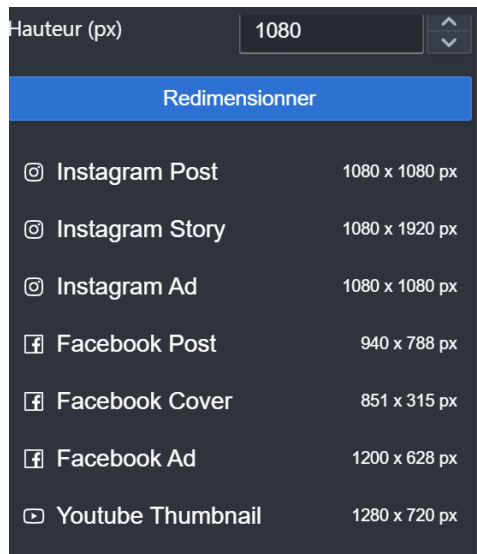 Hauteur (px) 1080
Redimensionner
Instagram Post 1080 x 1080 px
Instagram Story 1080 x 1920 px
Instagram Ad 1080 x 1080 px
Facebook Post 940 x 788 px
Facebook Cover 851 x 315 px
Facebook Ad 1200 x 628 px
Youtube Thumbnail 1280 x 720 px